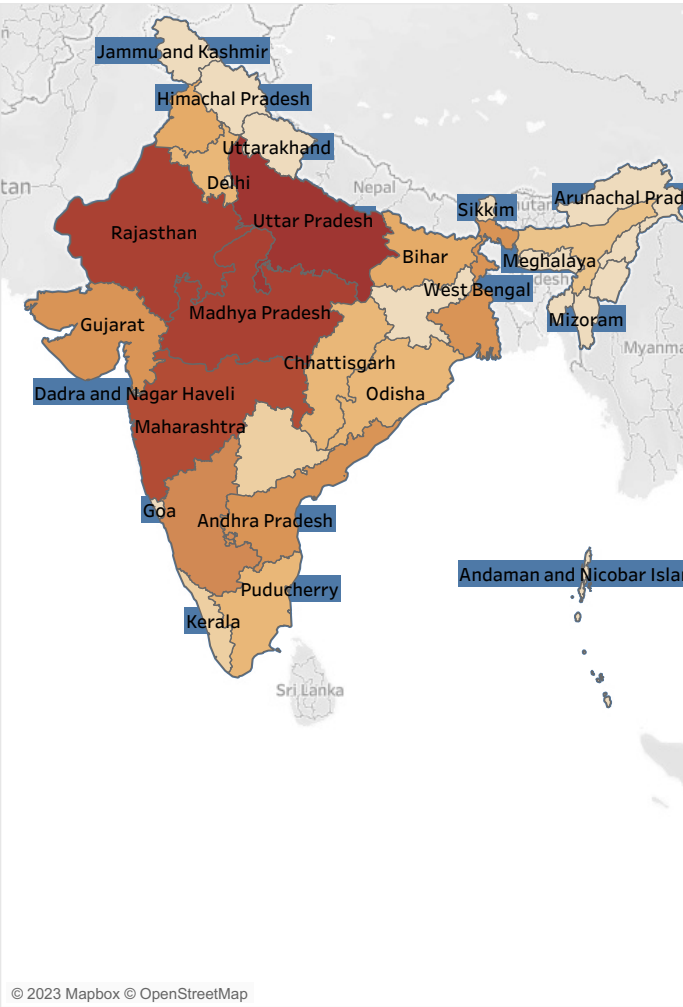 Jammu and Kashmir
Himachal Pradesh
Uttarakhand
Delhi
Nepal
Sikkim
Arunachal Prad
Rajasthan
Uttar Pradesh
Bihar
Meghalaya
West Bengal
Madhya Pradesh
Gujarat
Mizoram
Myanma
Chhattisgarh
Dadra and Nagar Haveli
Odisha
Maharashtra
Goa
Andhra Pradesh
Andaman and Nicobar Islan
Puducherry
Kerala
Sri Lanka
© 2023 Mapbox © OpenStreetMap